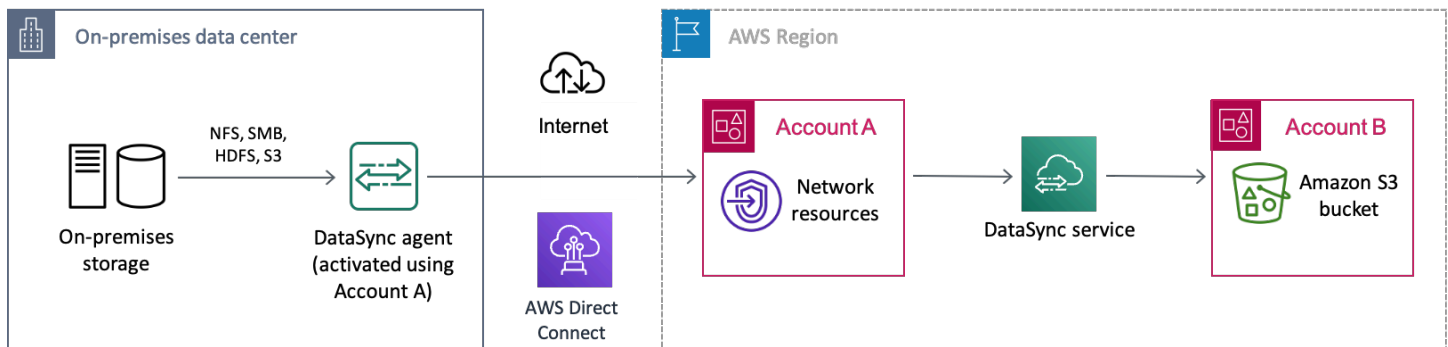 On-premises data center
NFS, SMB,
HDFS, S3
On-premises
storage
DataSync agent
(activated using
Account A)
Internet
AWS Direct
Connect
AWS Region
Account A
Network
resources
DataSync service
Account B
Amazon S3
bucket